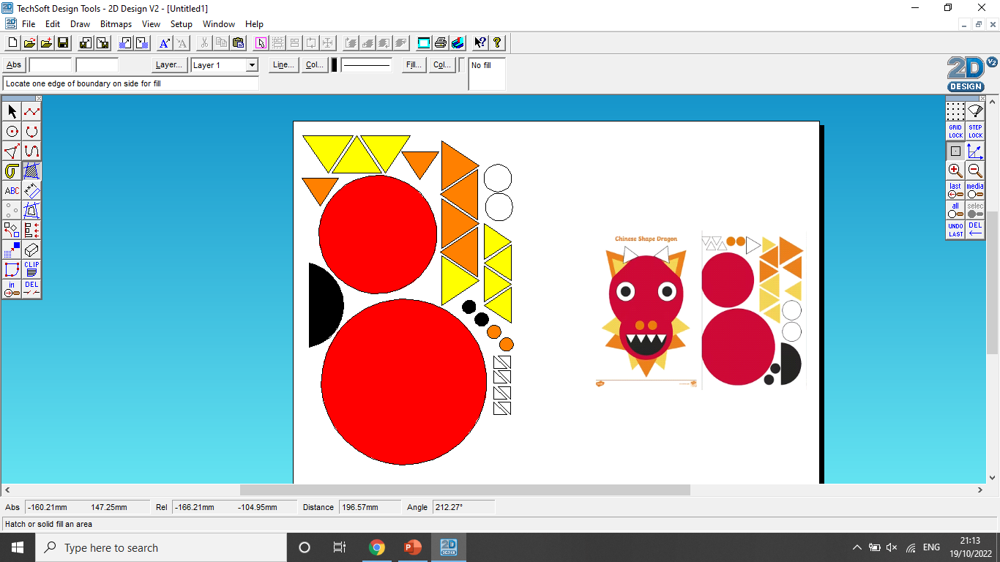 TechSoft Design Tools - 2D Design V2 - [Untitled1]
File Edit Draw Bitmaps View Setup Window Help
Abs Layer... Layer 1 Line... Col... Fill... Col... No fill
2D V2
DESIGN
Locate one edge of boundary on side for fill
ABC
CLIP
in DEL
GRID LOCK STEP LOCK
last media
all selec
UNDO LAST DEL
Chinese Shape Dragon
Abs -160.21mm 147.25mm Rel -166.21mm -104.95mm Distance 196.57mm Angle 212.27°
Hatch or solid fill an area
Type here to search
2D DESIGN
ENG
21:13
19/10/2022